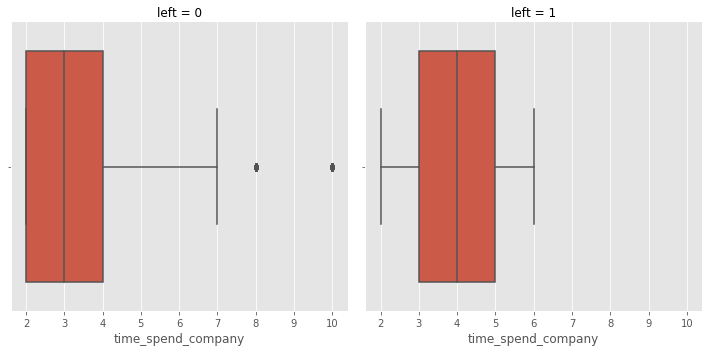 left = 0
left = 1
2 3 4 5 6 7 8 9 10
2 3 4 5 6 7 8 9 10
time_spend_company
time_spend_company